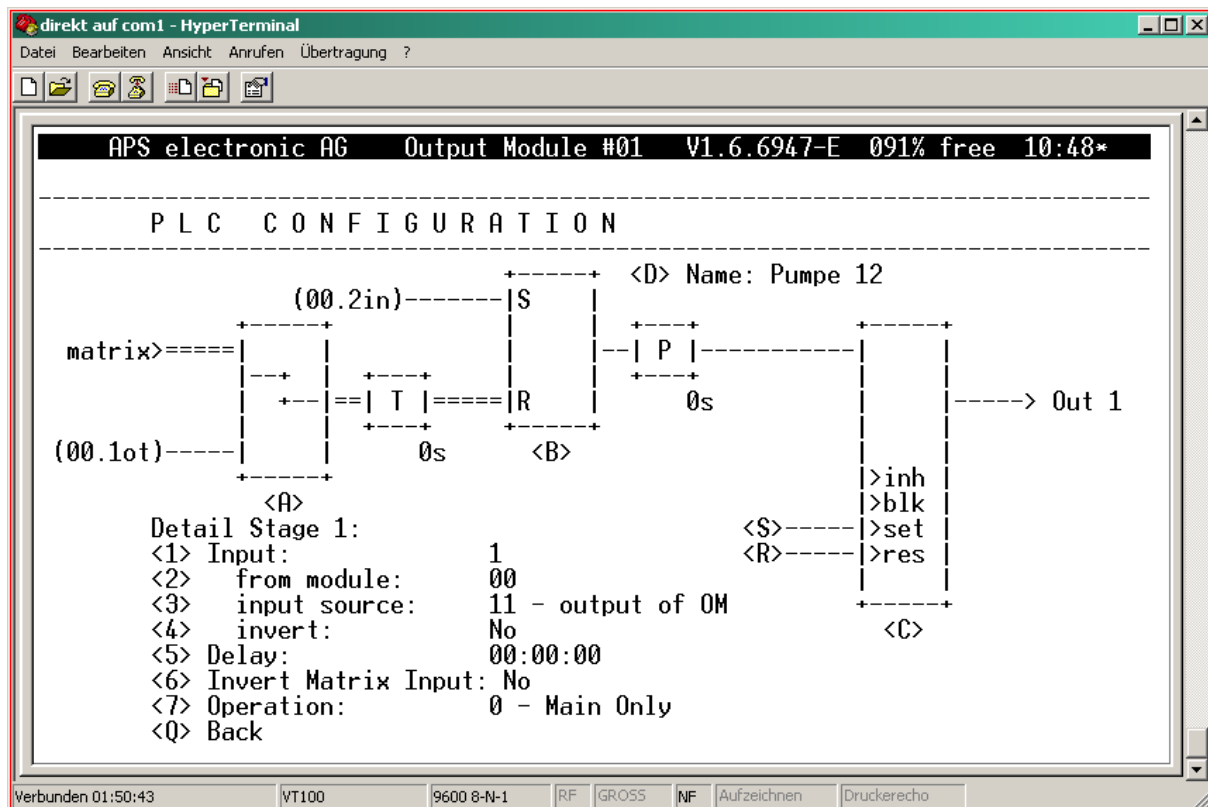 direkt auf com1 - HyperTerminal
Datei Bearbeiten Ansicht Anrufen Übertragung ?
APS electronic AG Output Module #01 V1.6.6947-E 091% free 10:48*
P L C C O N F I G U R A T I O N
<D> Name: Pumpe 12
(00.2in)-------|S
matrix>=====
P
T
R
0s
-----> Out 1
(00.1ot)-----
0s
<B>
>inh
<A>
>blk
Detail Stage 1:
<S>-----|>set
<1> Input: 1
<R>-----|>res
<2> from module: 00
<3> input source: 11 - output of OM
<4> invert: No
<C>
<5> Delay: 00:00:00
<6> Invert Matrix Input: No
<7> Operation: 0 - Main Only
<Q> Back
Verbunden 01:50:43 VT100 9600 8-N-1 RF GROSS NF Aufzeichnen Druckerecho